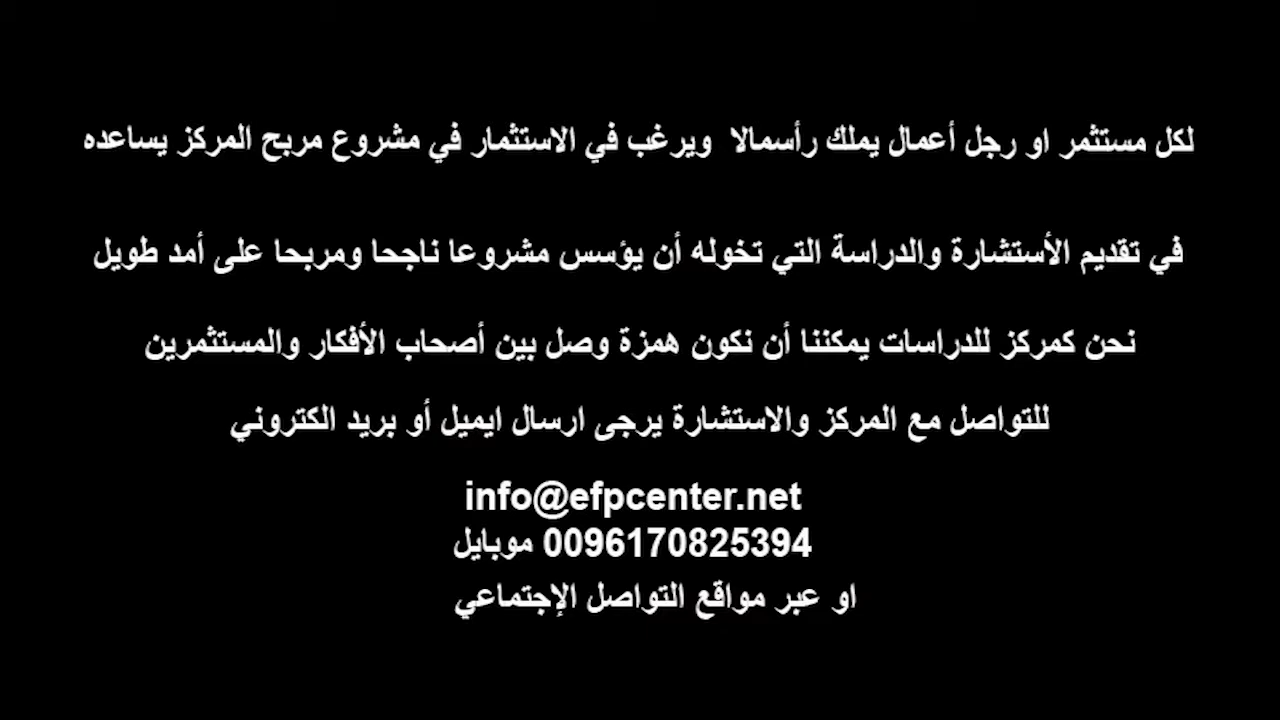 لكل مستثمر او رجل أعمال يملك رأسمالا ويرغب في الاستثمار في مشروع مربح المركز يساعده
في تقديم الأستشارة والدراسة التي تخوله أن يؤسس مشروعا ناجحا ومربحا على أمد طويل
نحن كمركز للدراسات يمكننا أن نكون همزة وصل بين أصحاب الأفكار والمستثمرين
للتواصل مع المركز والاستشارة يرجى ارسال ايميل أو بريد الكتروني
info@efpcenter.net
0096170825394 موبايل
او عبر مواقع التواصل الإجتماعي